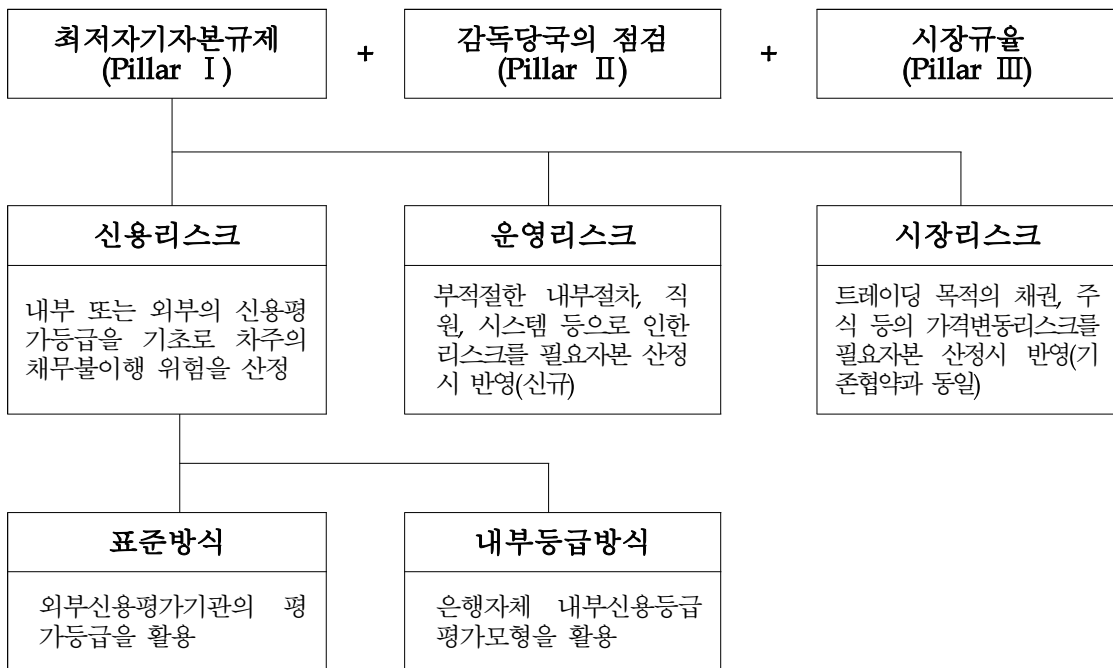 최저자기자본규제
(Pillar Ⅰ)
+
감독당국의 점검
(Pillar Ⅱ)
+
시장규율
(Pillar Ⅲ)
신용리스크
내부 또는 외부의 신용평
가등급을 기초로 차주의
채무불이행 위험을 산정
운영리스크
부적절한 내부절차, 직
원, 시스템 등으로 인한
리스크를 필요자본 산정
시 반영(신규)
시장리스크
트레이딩 목적의 채권, 주
식 등의 가격변동리스크를
필요자본 산정시 반영(기
존협약과 동일)
표준방식
외부신용평가기관의 평
가등급을 활용
내부등급방식
은행자체 내부신용등급
평가모형을 활용